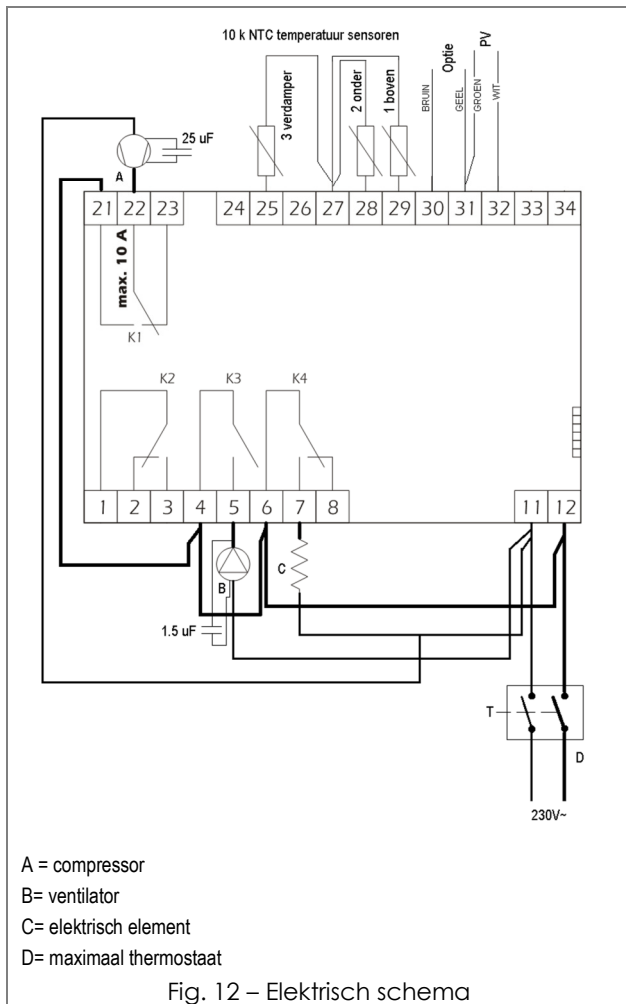 10 k NTC temperatuur sensoren
3 verdamper
2 onder
1 boven
BRUIN
Optie
GEEL
GROEN
PV
WIT
25 uF
A
21 22 23 24 25 26 27 28 29 30 31 32 33 34
max. 10 A
K1
K2 K3 K4
1 2 3 4 5 6 7 8 11 12
B
C
1.5 uF
T
D
230V~
A = compressor
B= ventilator
C= elektrisch element
D= maximaal thermostaat
Fig. 12 – Elektrisch schema